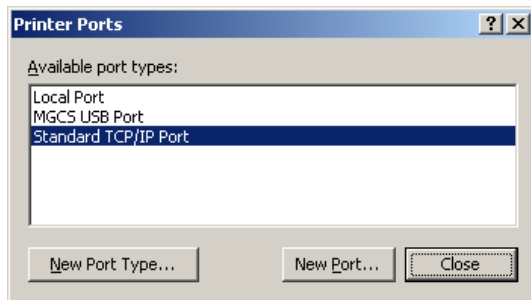 Printer Ports
Available port types:
Local Port
MGCS USB Port
Standard TCP/IP Port
New Port Type... New Port... Close